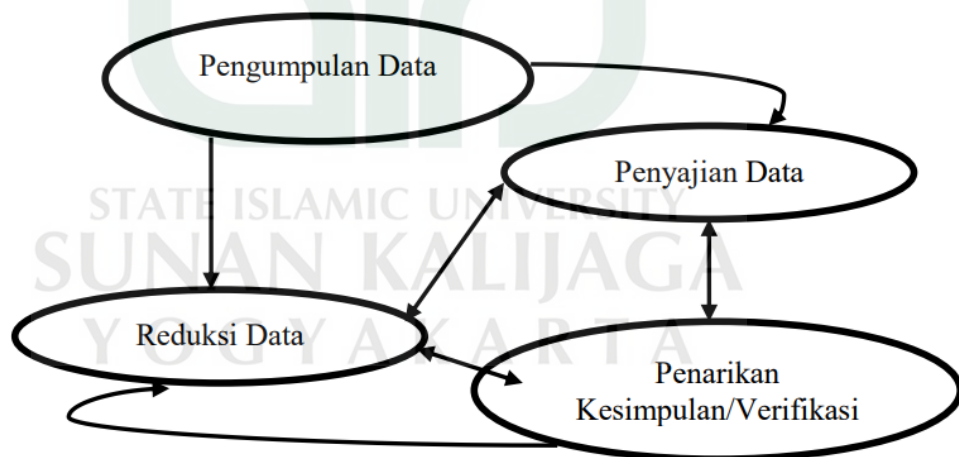 Pengumpulan Data
Penyajian Data
STATE ISLAMIC UNIVERSITY
SUNAN KALIJAGA
Reduksi Data
YOGYAKARTA
Penarikan
Kesimpulan/Verifikasi